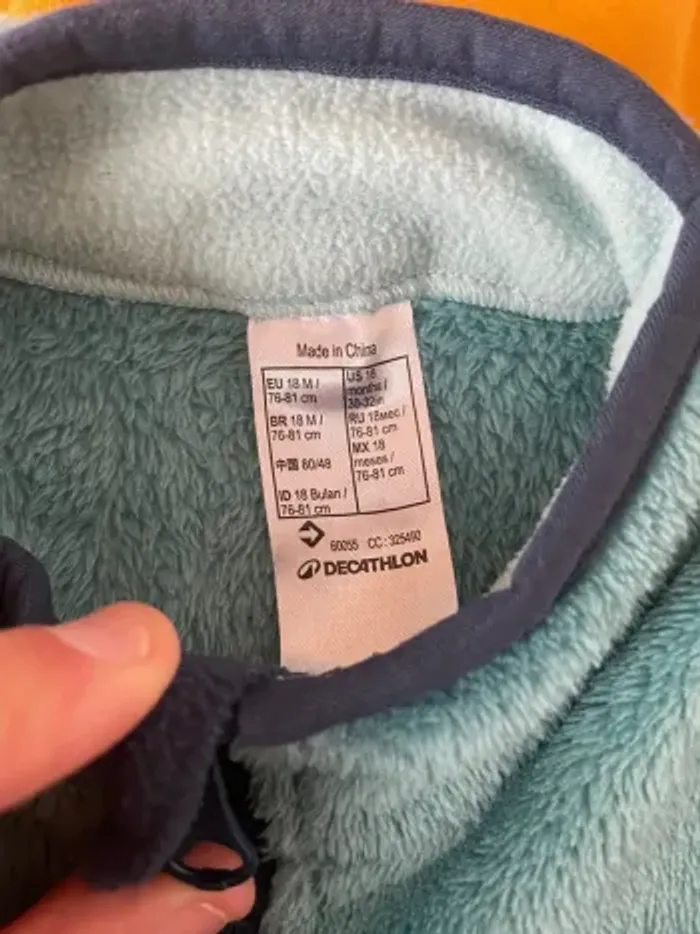 Made in China
EU 18 M /
76-81 cm
BR 18 M /
76-81 cm
中国 80/48
ID 18 Bulan /
76-81 cm
US 18
months /
30-32in
RU 18мес /
76-81 cm
MX 18
meses /
76-81 cm
60055 CC: 325490
DECATHLON